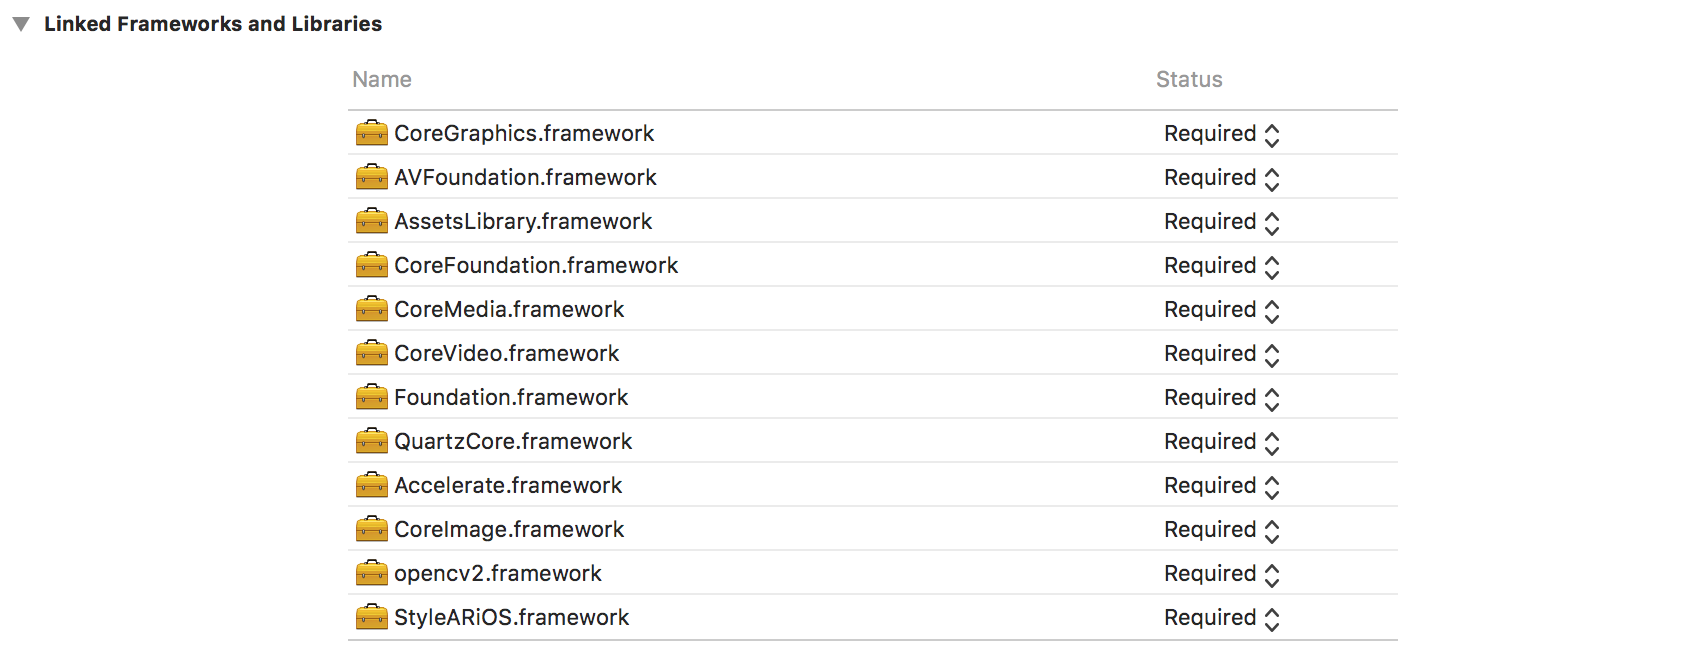 Linked Frameworks and Libraries
Name Status
CoreGraphics.framework Required
AVFoundation.framework Required
AssetsLibrary.framework Required
CoreFoundation.framework Required
CoreMedia.framework Required
CoreVideo.framework Required
Foundation.framework Required
QuartzCore.framework Required
Accelerate.framework Required
CoreImage.framework Required
opencv2.framework Required
StyleARiOS.framework Required